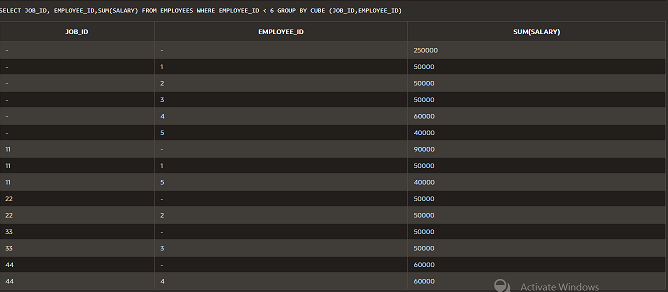 SELECT JOB_ID, EMPLOYEE_ID,SUM(SALARY) FROM EMPLOYEES WHERE EMPLOYEE_ID < 6 GROUP BY CUBE (JOB_ID,EMPLOYEE_ID)
JOB_ID EMPLOYEE_ID SUM(SALARY)
- - 250000
- 1 50000
- 2 50000
- 3 50000
- 4 60000
- 5 40000
11 - 90000
11 1 50000
11 5 40000
22 - 50000
22 2 50000
33 - 50000
33 3 50000
44 - 60000
44 4 60000
Activate Windows